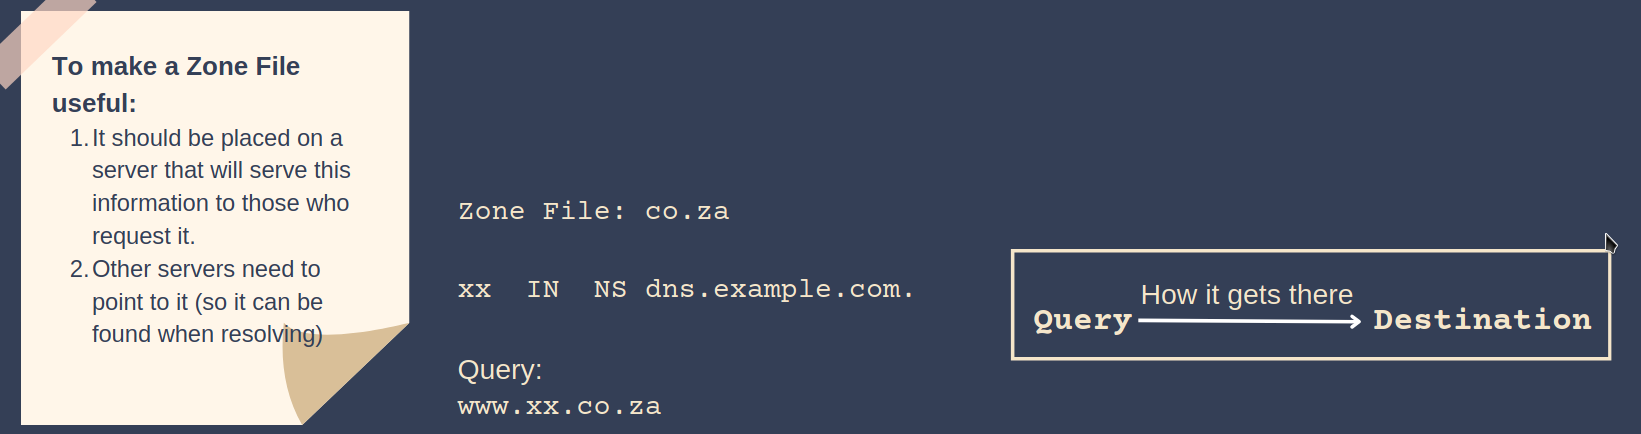 To make a Zone File
useful:
1. It should be placed on a
server that will serve this
information to those who
request it.
2. Other servers need to
point to it (so it can be
found when resolving)
Zone File: co.za
xx IN NS dns.example.com.
Query:
www.xx.co.za
How it gets there
Query Destination